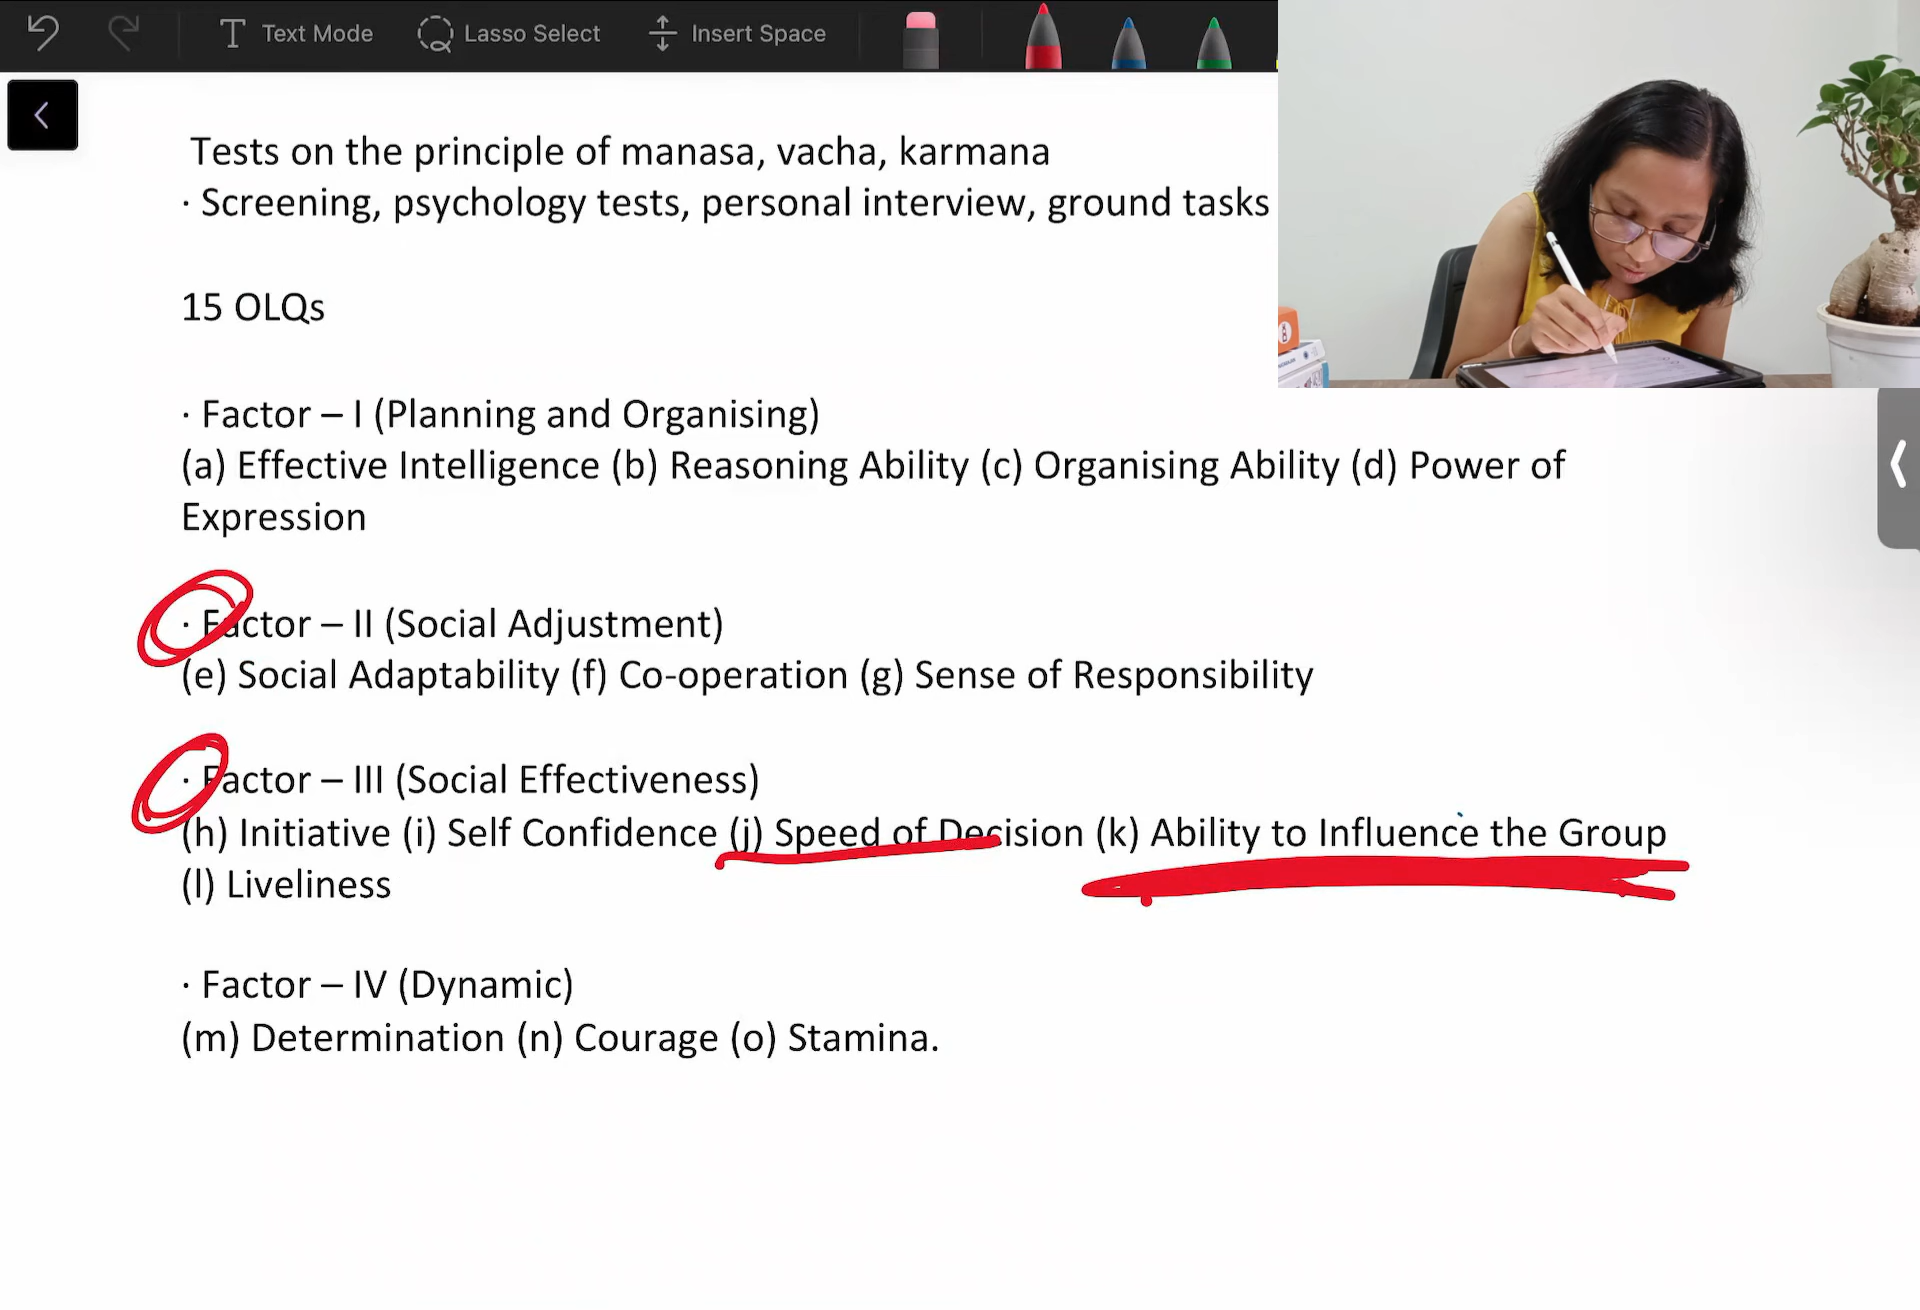 Text Mode
Lasso Select
Insert Space
Tests on the principle of manasa, vacha, karmana
· Screening, psychology tests, personal interview, ground tasks
15 OLQs
· Factor – I (Planning and Organising)
(a) Effective Intelligence (b) Reasoning Ability (c) Organising Ability (d) Power of
Expression
· Factor – II (Social Adjustment)
(e) Social Adaptability (f) Co-operation (g) Sense of Responsibility
· Factor – III (Social Effectiveness)
(h) Initiative (i) Self Confidence (j) Speed of Decision (k) Ability to Influence the Group
(l) Liveliness
· Factor – IV (Dynamic)
(m) Determination (n) Courage (o) Stamina.